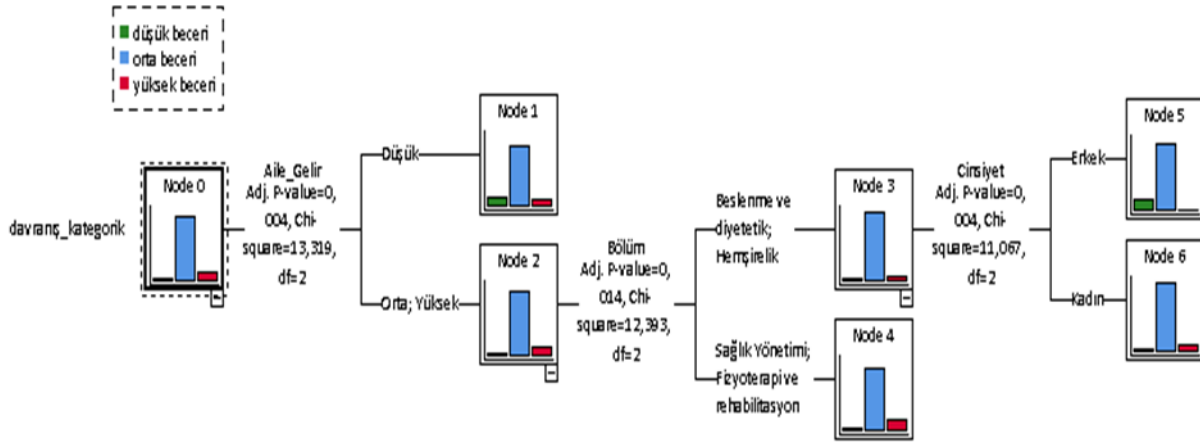 düşük beceri
orta beceri
yüksek beceri
davranış_kategorik
Node 0
Aile_Gelir
Adj. P-value=0,
004, Chi-
square=13,319,
df=2
Düşük
Orta; Yüksek
Node 1
Node 2
Bölüm
Adj. P-value=0,
014, Chi-
square=12,393,
df=2
Beslenme ve
diyetetik;
Hemşirelik
Sağlık Yönetimi;
Fizyoterapi ve
rehabilitasyon
Node 3
Node 4
Cinsiyet
Adj. P-value=0,
004, Chi-
square=11,067,
df=2
Erkek
Kadın
Node 5
Node 6